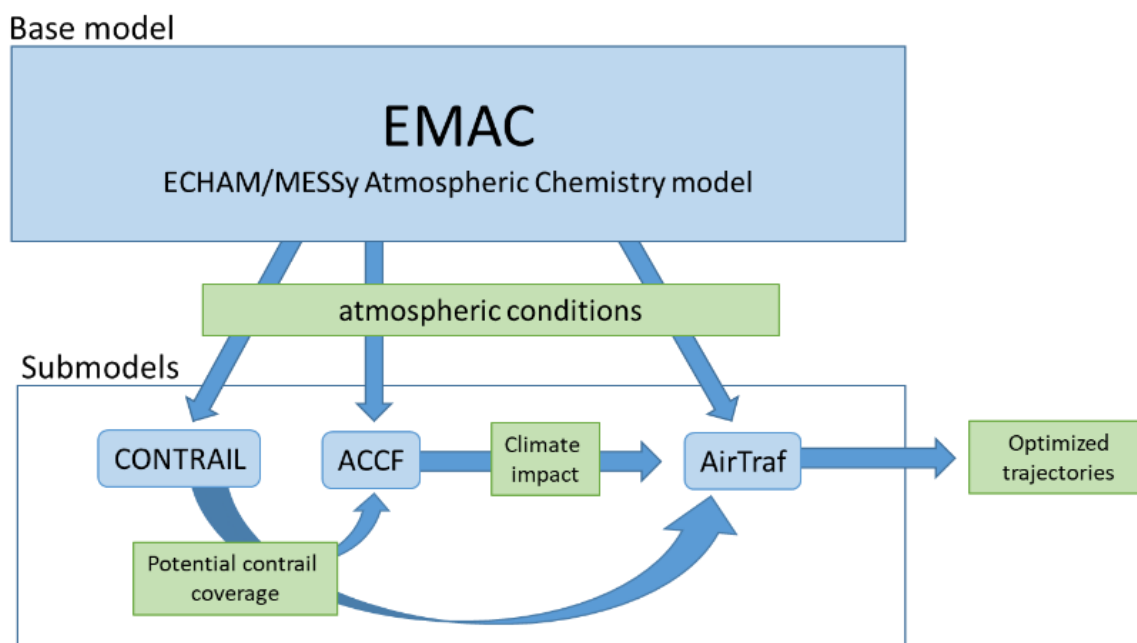 Base model
EMAC
ECHAM/MESSy Atmospheric Chemistry model
atmospheric conditions
Submodels
CONTRAIL
ACCF
Climate
impact
AirTraf
Optimized
trajectories
Potential contrail
coverage